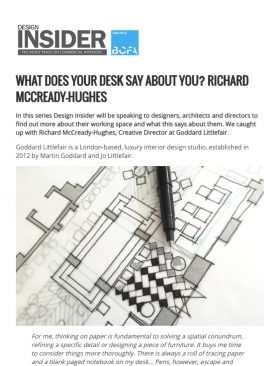 DESIGN
INSIDER
THE INSIDE TRACK ON COMMERCIAL INTERIORS
Supported by
BCFA
WHAT DOES YOUR DESK SAY ABOUT YOU? RICHARD
MCCREADY-HUGHES
In this series Design Insider will be speaking to designers, architects and directors to
find out more about their working space and what this says about them. We caught
up with Richard McCready-Hughes, Creative Director at Goddard Littlefair.
Goddard Littlefair is a London-based, luxury interior design studio, established in
2012 by Martin Goddard and Jo Littlefair.
For me, thinking on paper is fundamental to solving a spatial conundrum,
refining a specific detail or designing a piece of furniture. It buys me time
to consider things more thoroughly. There is always a roll of tracing paper
and a blank paged notebook on my desk... Pens, however, escape and